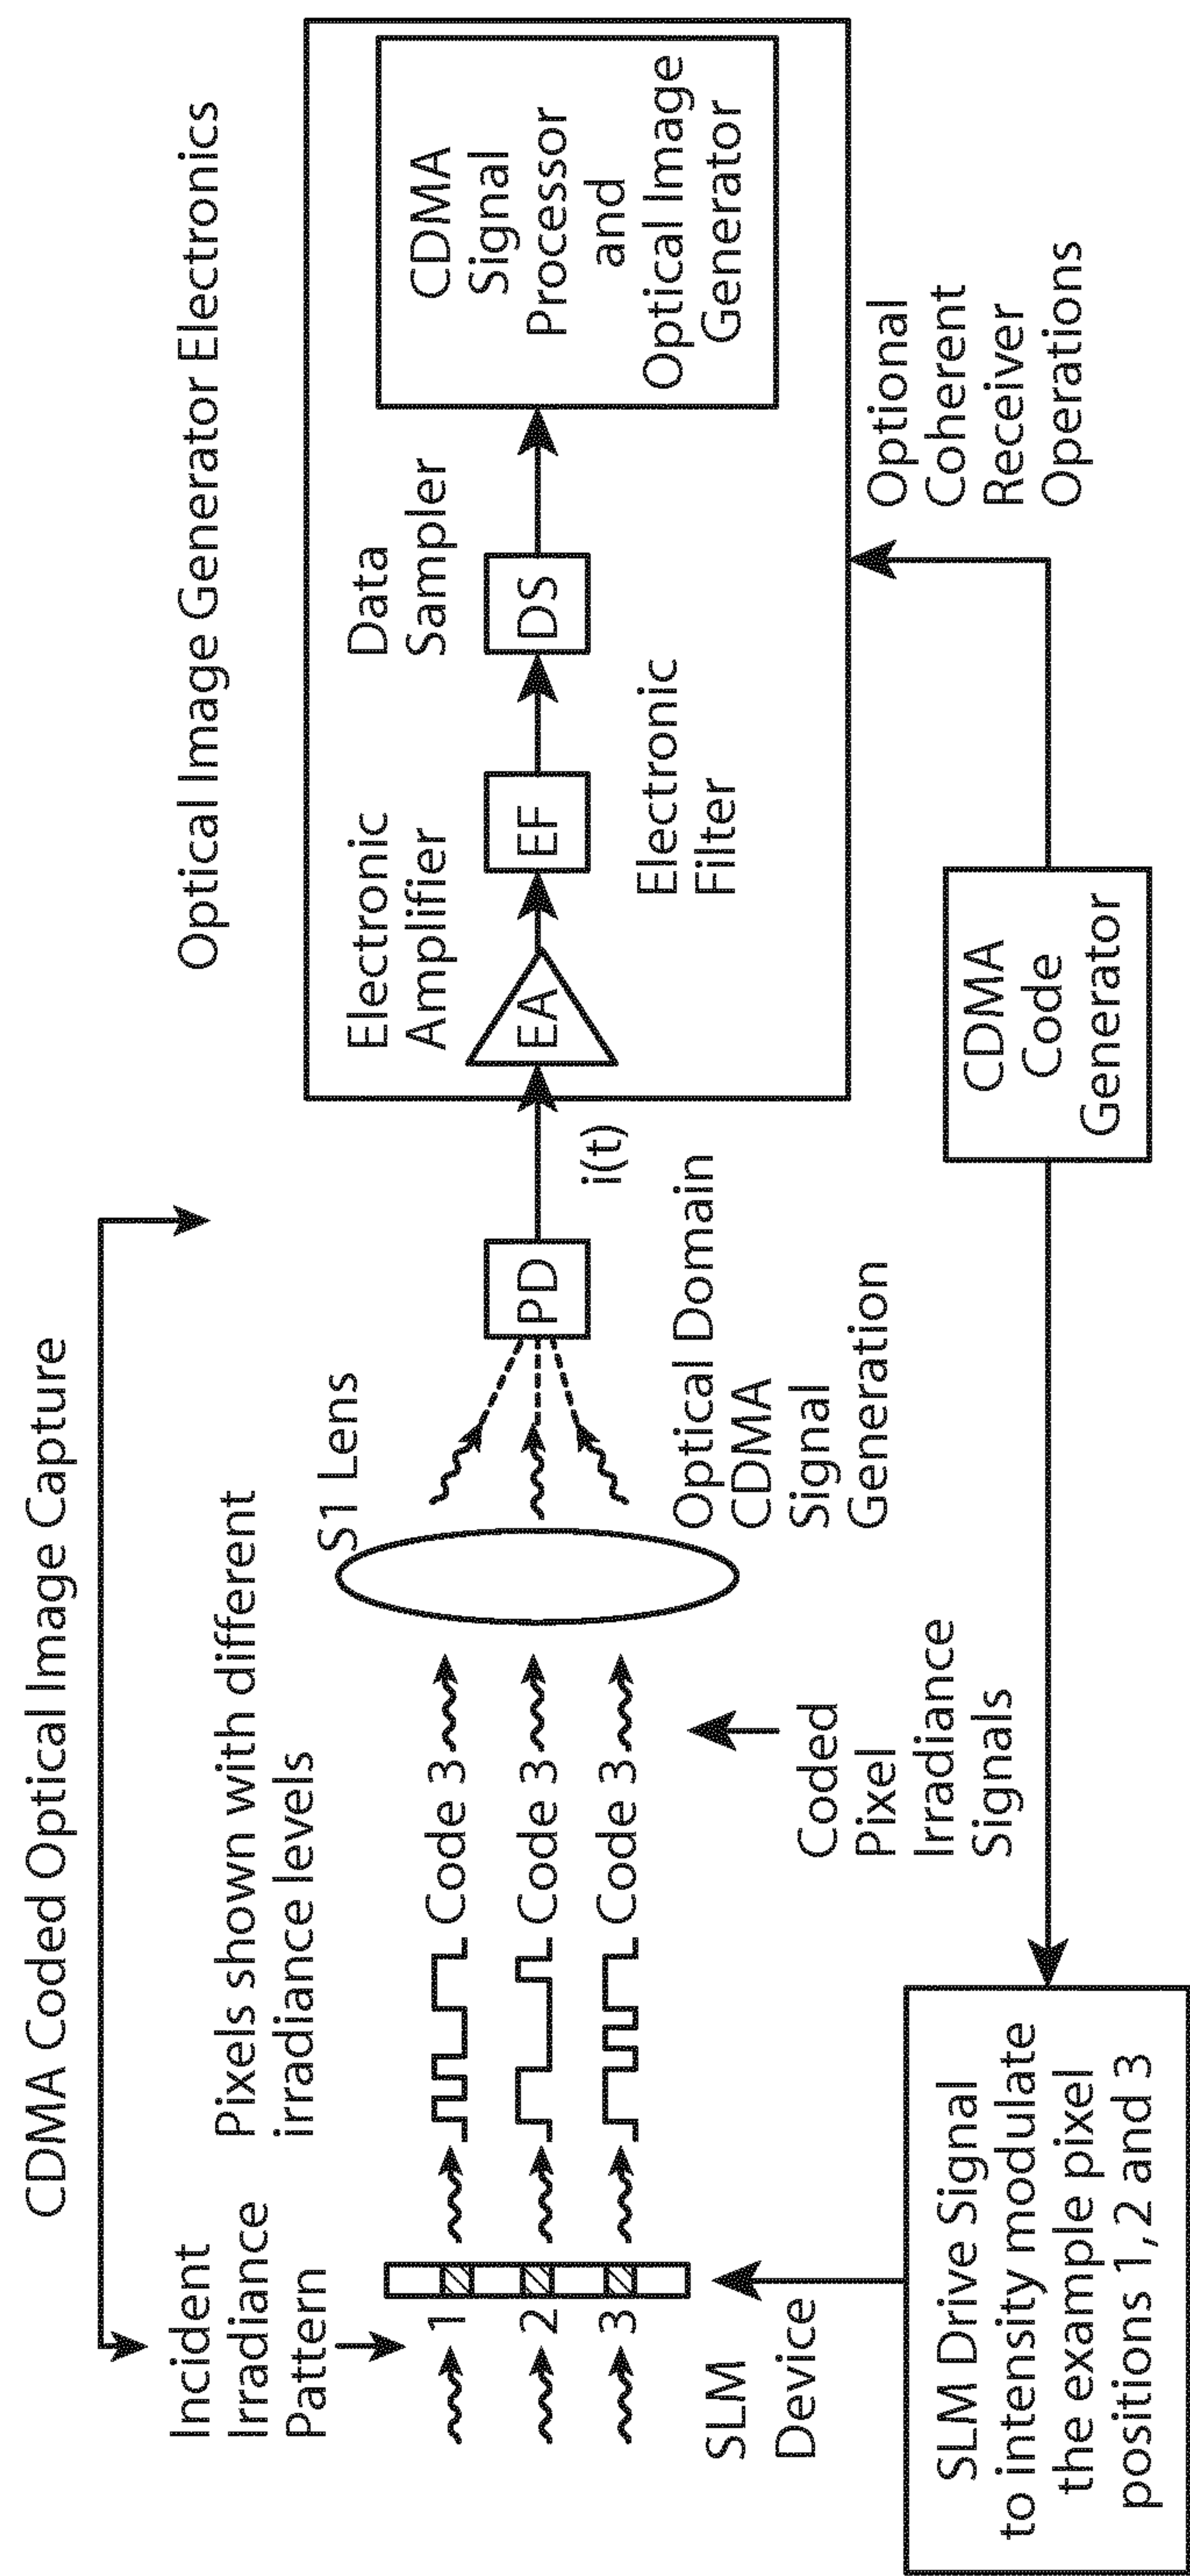 CDMA Coded Optical Image Capture
Optical Image Generator Electronics
Incident
Irradiance
Pattern
Pixels shown with different
irradiance levels
S1 Lens
1
2
3
Code 3
Code 3
Code 3
PD
i(t)
Electronic
Amplifier
EA
EF
Electronic
Filter
Data
Sampler
DS
CDMA
Signal
Processor
and
Optical Image
Generator
SLM
Device
Coded
Pixel
Irradiance
Signals
Optical Domain
CDMA
Signal
Generation
Optional
Coherent
Receiver
Operations
SLM Drive Signal
to intensity modulate
the example pixel
positions 1, 2 and 3
CDMA
Code
Generator